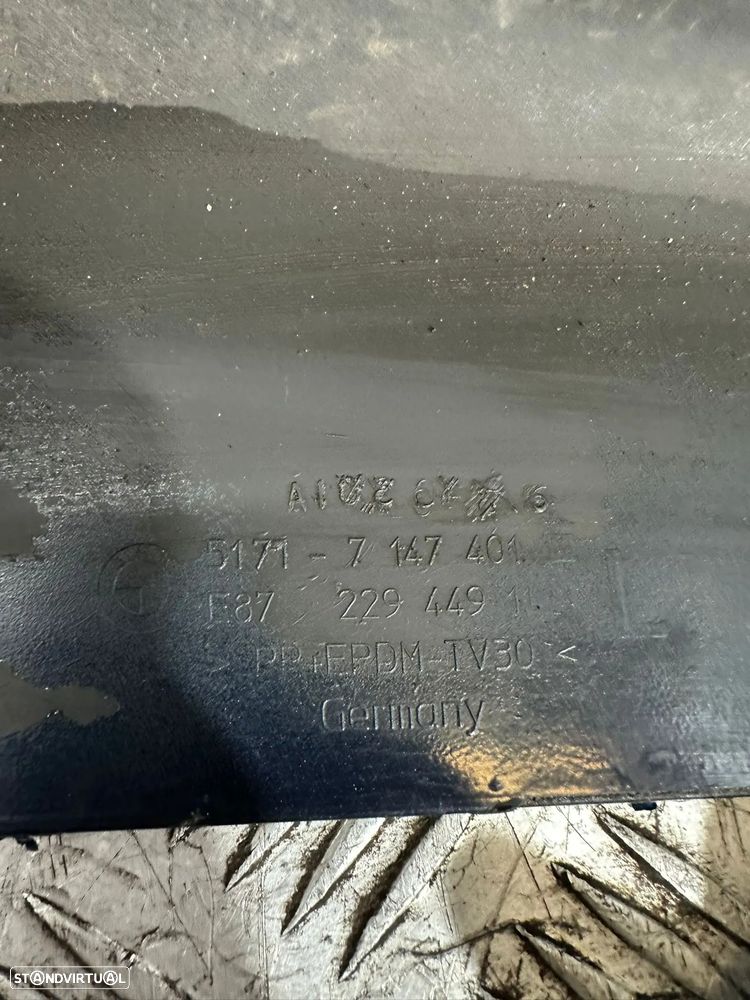 5171 - 7 147 401
E87 229 449
> PP+EPDM-TV30 <
Germany
STANDVIRTUAL